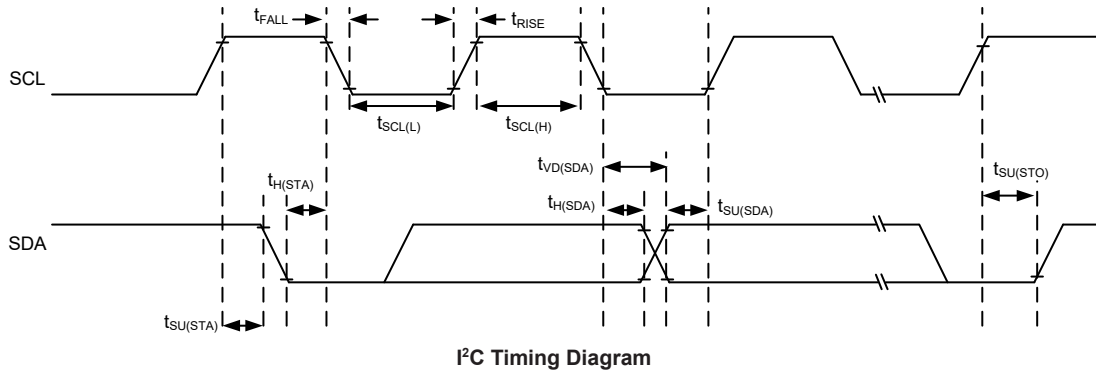 tFALL
tRISE
SCL
tSCL(L)
tSCL(H)
tVD(SDA)
tSU(STO)
tH(STA)
tH(SDA)
tSU(SDA)
SDA
tSU(STA)
I²C Timing Diagram